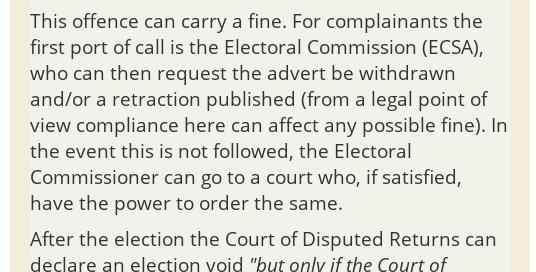 This offence can carry a fine. For complainants the
first port of call is the Electoral Commission (ECSA),
who can then request the advert be withdrawn
and/or a retraction published (from a legal point of
view compliance here can affect any possible fine). In
the event this is not followed, the Electoral
Commissioner can go to a court who, if satisfied,
have the power to order the same.
After the election the Court of Disputed Returns can
declare an election void "but only if the Court of